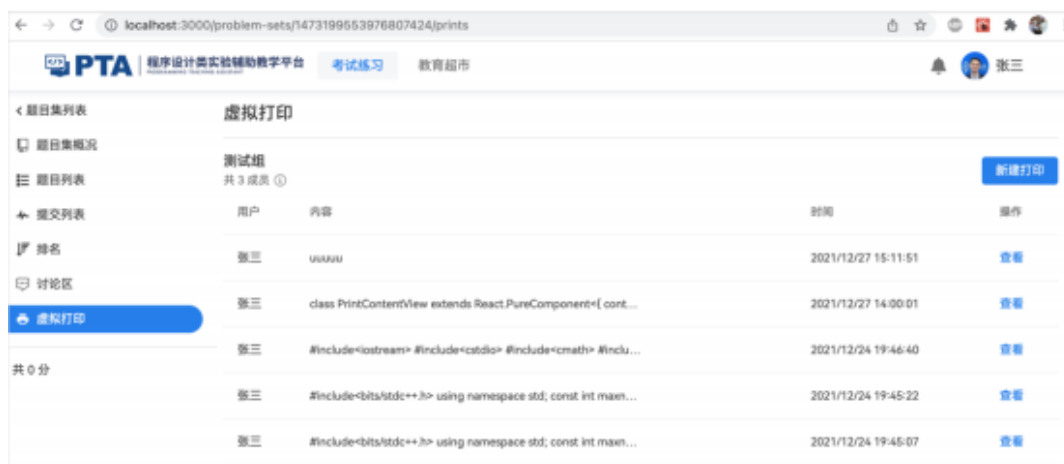 localhost:3000/problem-sets/1473199553976807424/prints
PTA 程序设计类实验辅助教学平台 考试练习 教育超市 张三
PROGRAMMING TEACHING ASSISTANT
< 题目集列表
题目集概况
题目列表
提交列表
排名
讨论区
虚拟打印
共 0 分
虚拟打印
测试组
共 3 成员
新建打印
用户 内容 时间 操作
张三 uuuuu 2021/12/27 15:11:51 查看
张三 class PrintContentView extends React.PureComponent<{ cont... 2021/12/27 14:00:01 查看
张三 #include<iostream> #include<cstdio> #include<cmath> #inclu... 2021/12/24 19:46:40 查看
张三 #include<bits/stdc++.h> using namespace std; const int maxn... 2021/12/24 19:45:22 查看
张三 #include<bits/stdc++.h> using namespace std; const int maxn... 2021/12/24 19:45:07 查看